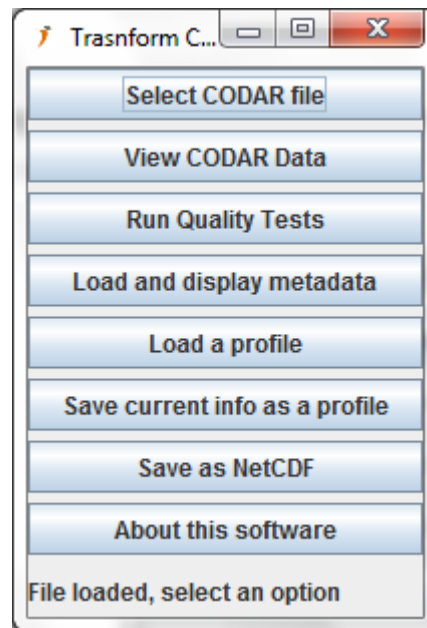 Trasnform C...
Select CODAR file
View CODAR Data
Run Quality Tests
Load and display metadata
Load a profile
Save current info as a profile
Save as NetCDF
About this software
File loaded, select an option